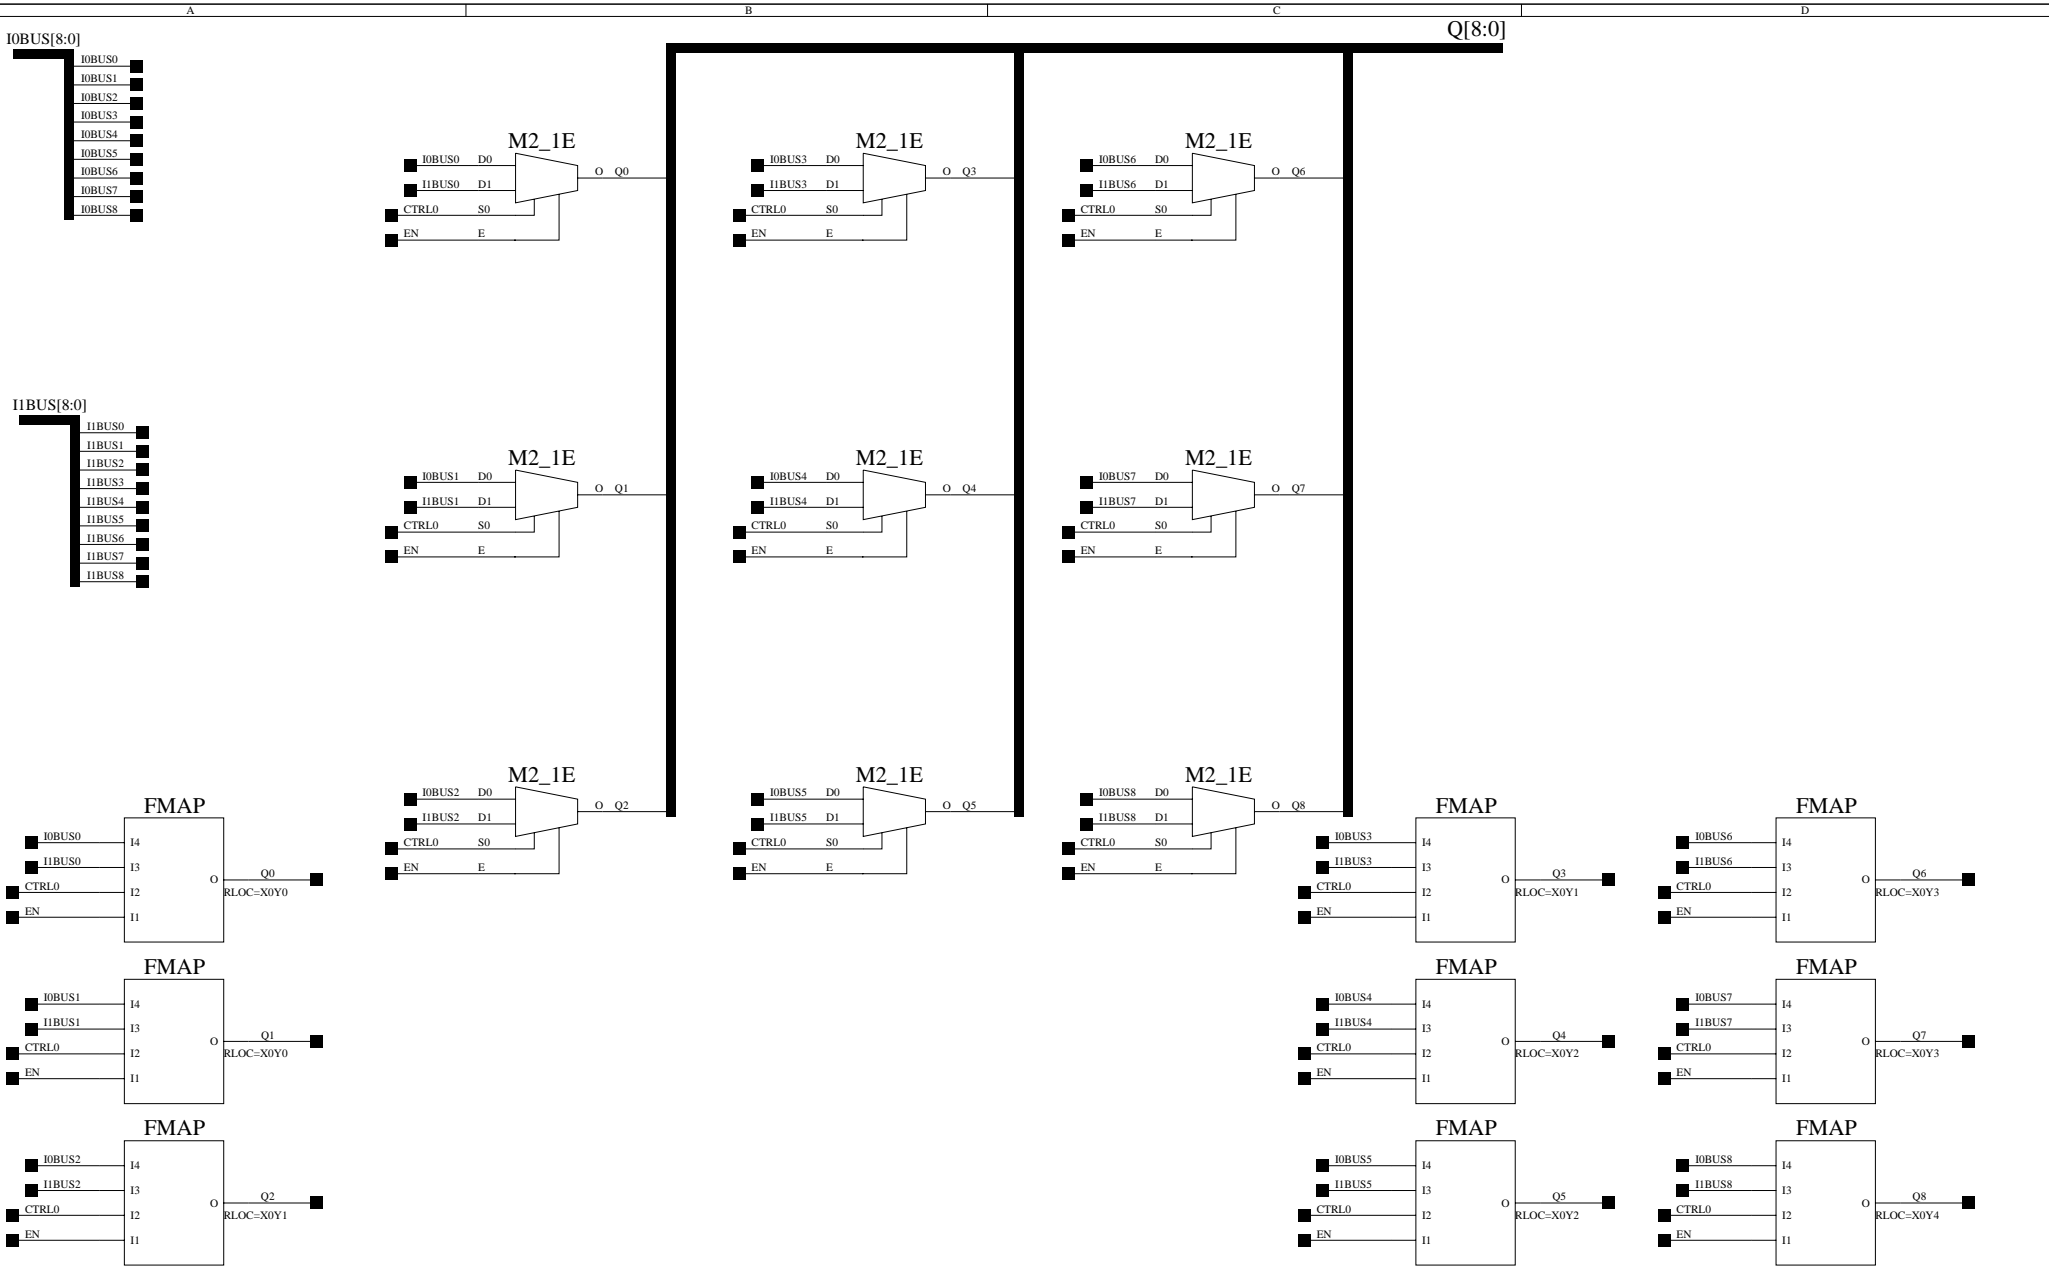 A
B
C
D
Q[8:0]
I0BUS[8:0]
I0BUS0
I0BUS1
I0BUS2
I0BUS3
I0BUS4
I0BUS5
I0BUS6
I0BUS7
I0BUS8
M2_1E
I0BUS0 D0
I1BUS0 D1
CTRL0 S0
EN E
O Q0
M2_1E
I0BUS3 D0
I1BUS3 D1
CTRL0 S0
EN E
O Q3
M2_1E
I0BUS6 D0
I1BUS6 D1
CTRL0 S0
EN E
O Q6
I1BUS[8:0]
I1BUS0
I1BUS1
I1BUS2
I1BUS3
I1BUS4
I1BUS5
I1BUS6
I1BUS7
I1BUS8
M2_1E
I0BUS1 D0
I1BUS1 D1
CTRL0 S0
EN E
O Q1
M2_1E
I0BUS4 D0
I1BUS4 D1
CTRL0 S0
EN E
O Q4
M2_1E
I0BUS7 D0
I1BUS7 D1
CTRL0 S0
EN E
O Q7
M2_1E
I0BUS2 D0
I1BUS2 D1
CTRL0 S0
EN E
O Q2
M2_1E
I0BUS5 D0
I1BUS5 D1
CTRL0 S0
EN E
O Q5
M2_1E
I0BUS8 D0
I1BUS8 D1
CTRL0 S0
EN E
O Q8
FMAP
I0BUS0 I4
I1BUS0 I3
CTRL0 I2
EN I1
O Q0
RLOC=X0Y0
FMAP
I0BUS3 I4
I1BUS3 I3
CTRL0 I2
EN I1
O Q3
RLOC=X0Y1
FMAP
I0BUS6 I4
I1BUS6 I3
CTRL0 I2
EN I1
O Q6
RLOC=X0Y3
FMAP
I0BUS1 I4
I1BUS1 I3
CTRL0 I2
EN I1
O Q1
RLOC=X0Y0
FMAP
I0BUS4 I4
I1BUS4 I3
CTRL0 I2
EN I1
O Q4
RLOC=X0Y2
FMAP
I0BUS7 I4
I1BUS7 I3
CTRL0 I2
EN I1
O Q7
RLOC=X0Y3
FMAP
I0BUS2 I4
I1BUS2 I3
CTRL0 I2
EN I1
O Q2
RLOC=X0Y1
FMAP
I0BUS5 I4
I1BUS5 I3
CTRL0 I2
EN I1
O Q5
RLOC=X0Y2
FMAP
I0BUS8 I4
I1BUS8 I3
CTRL0 I2
EN I1
O Q8
RLOC=X0Y4